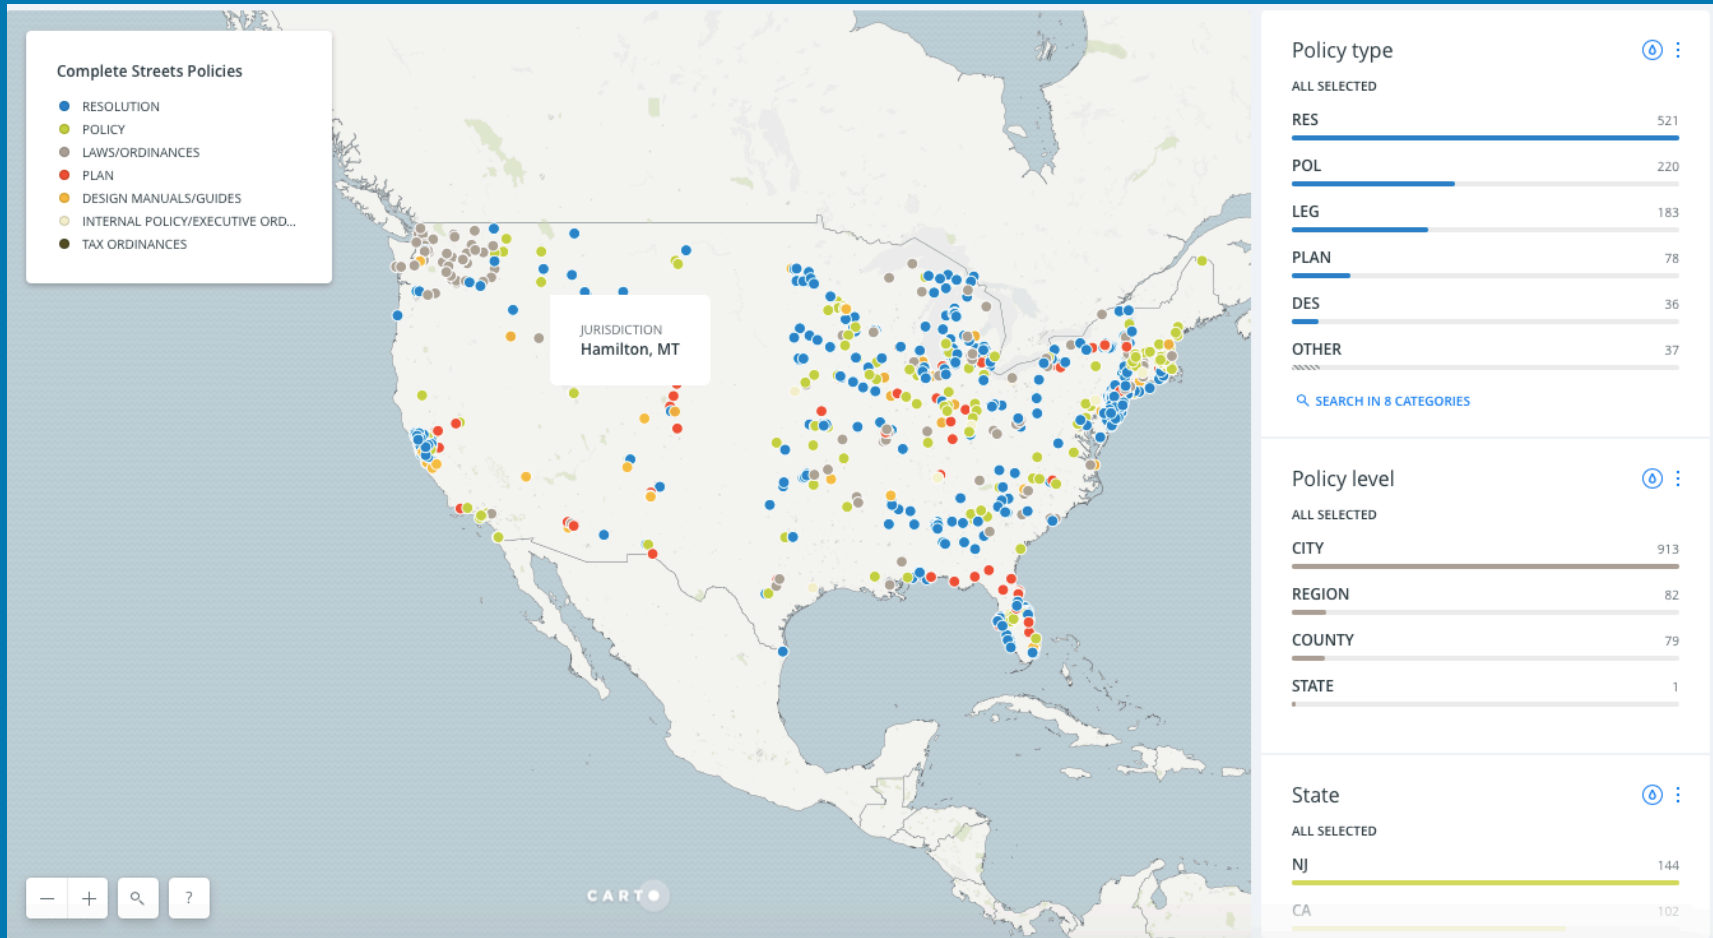 Complete Streets Policies
RESOLUTION
POLICY
LAWS/ORDINANCES
PLAN
DESIGN MANUALS/GUIDES
INTERNAL POLICY/EXECUTIVE ORD...
TAX ORDINANCES
JURISDICTION
Hamilton, MT
CARTO
?
Policy type
ALL SELECTED
RES 521
POL 220
LEG 183
PLAN 78
DES 36
OTHER 37
SEARCH IN 8 CATEGORIES
Policy level
ALL SELECTED
CITY 913
REGION 82
COUNTY 79
STATE 1
State
ALL SELECTED
NJ 144
CA 102